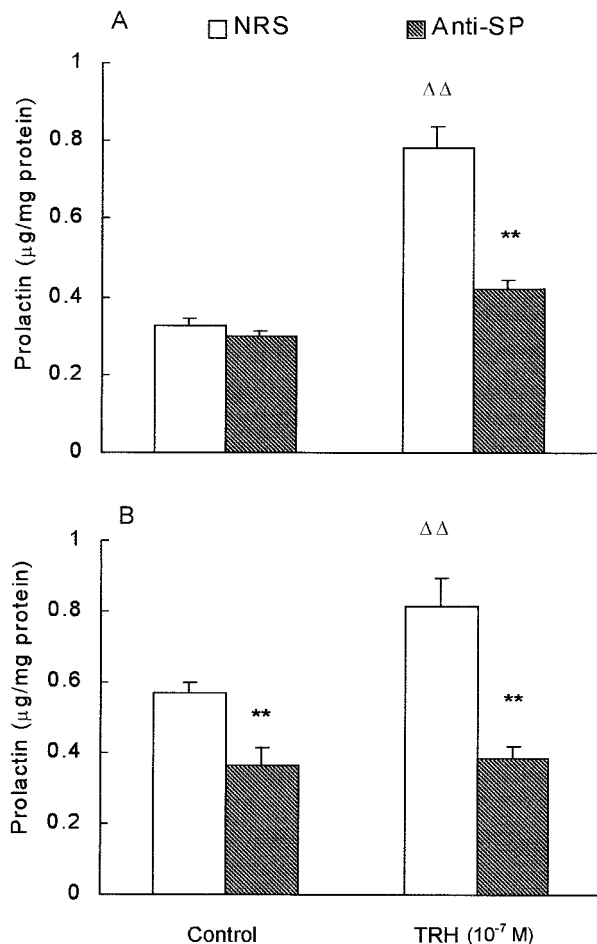 A
NRS
Anti-SP
Prolactin (µg/mg protein)
1
0.8
0.6
0.4
0.2
0
ΔΔ
**
B
Prolactin (µg/mg protein)
1
0.8
0.6
0.4
0.2
0
ΔΔ
**
**
Control
TRH (10⁻⁷ M)